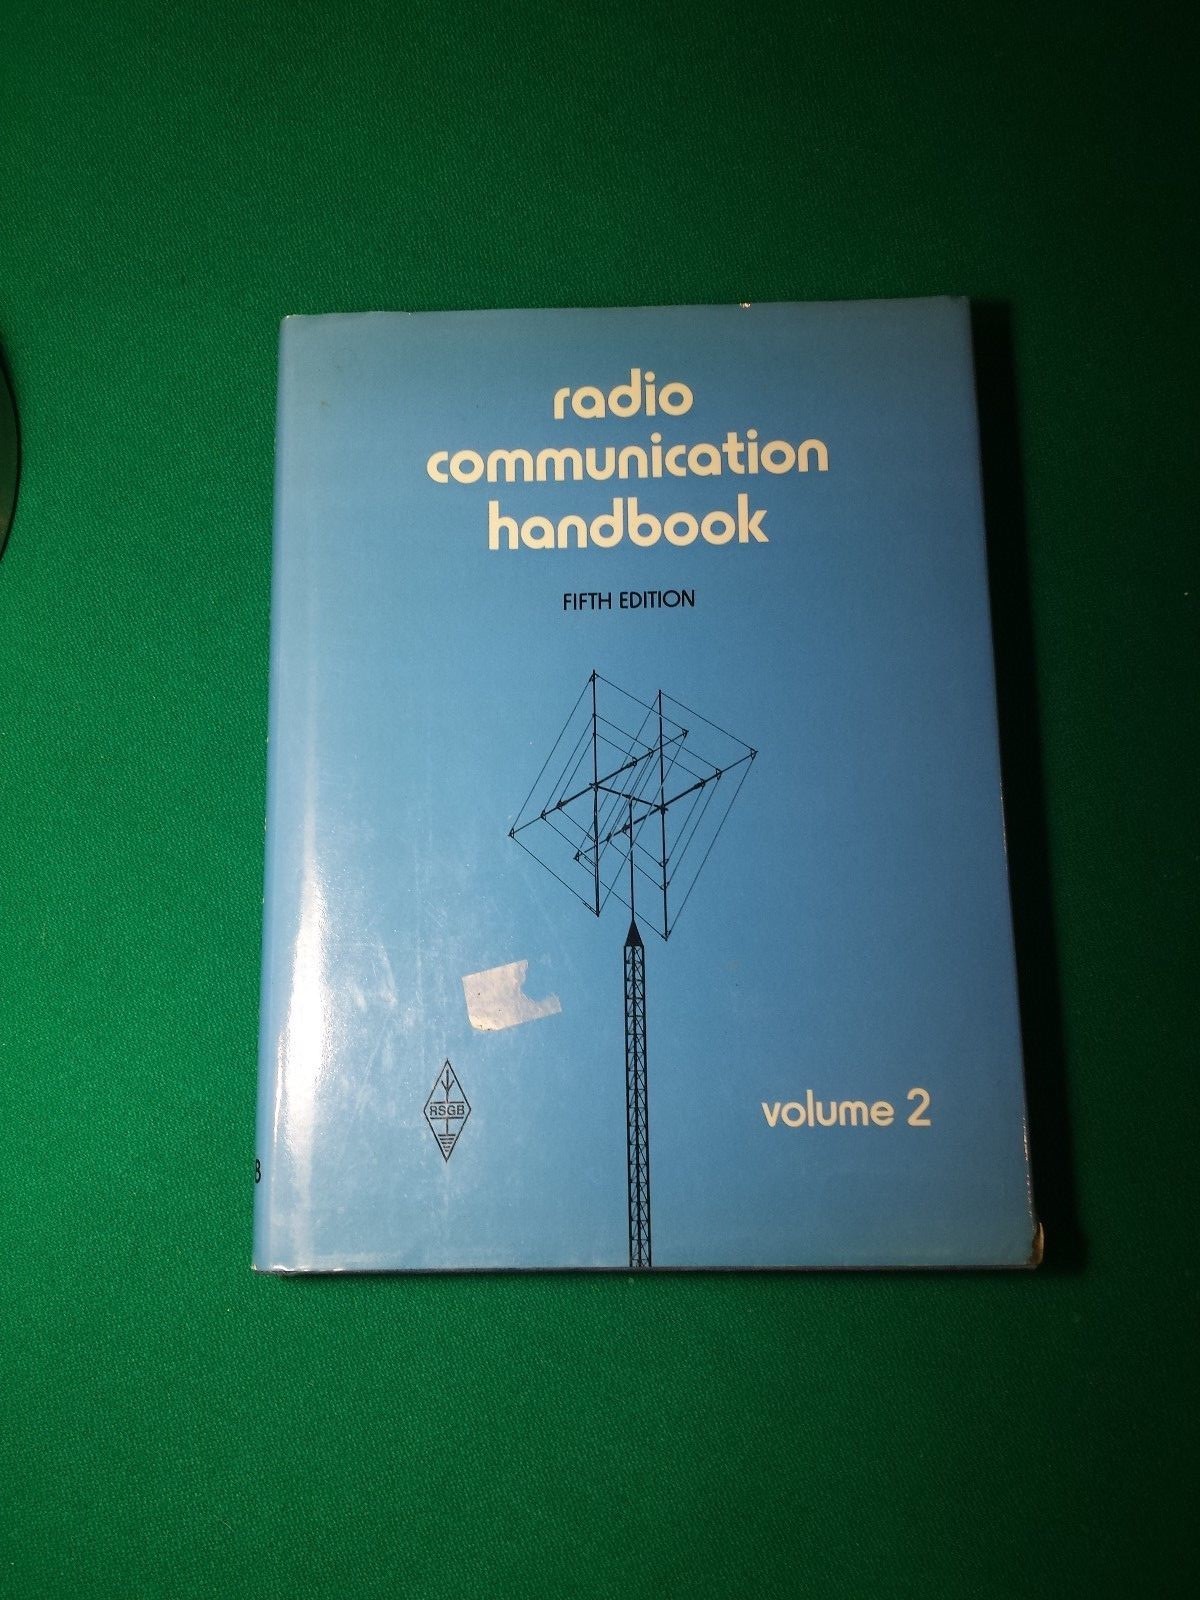 radio
communication
handbook
FIFTH EDITION
RSGB
volume 2
B